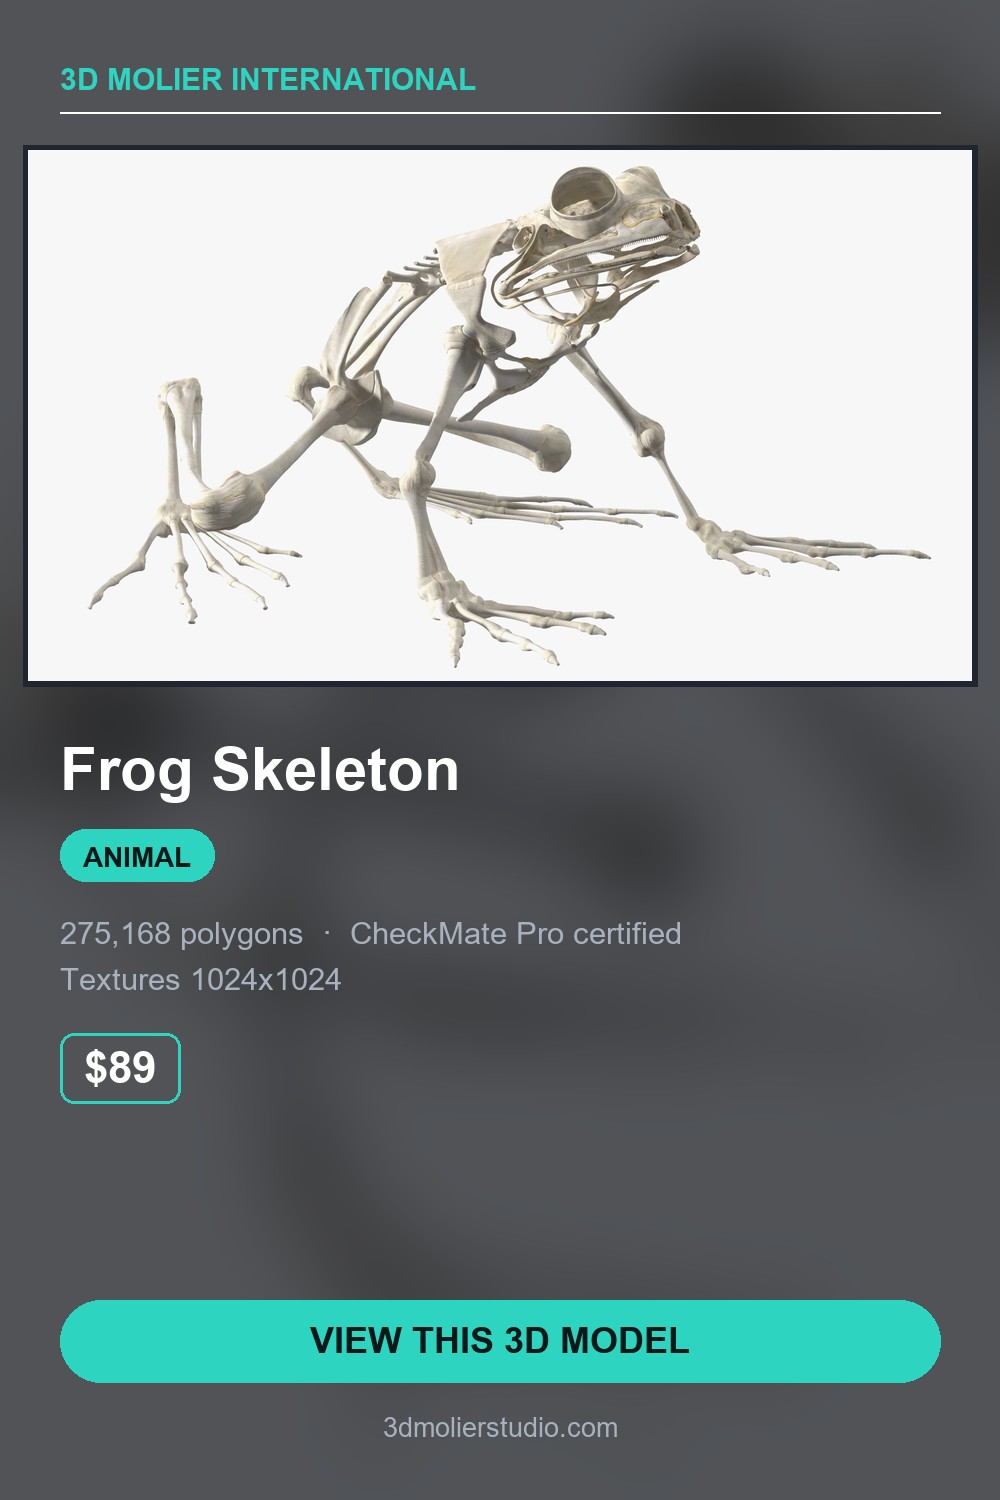 3D MOLIER INTERNATIONAL
Frog Skeleton
ANIMAL
275,168 polygons · CheckMate Pro certified
Textures 1024x1024
$89
VIEW THIS 3D MODEL
3dmolierstudio.com